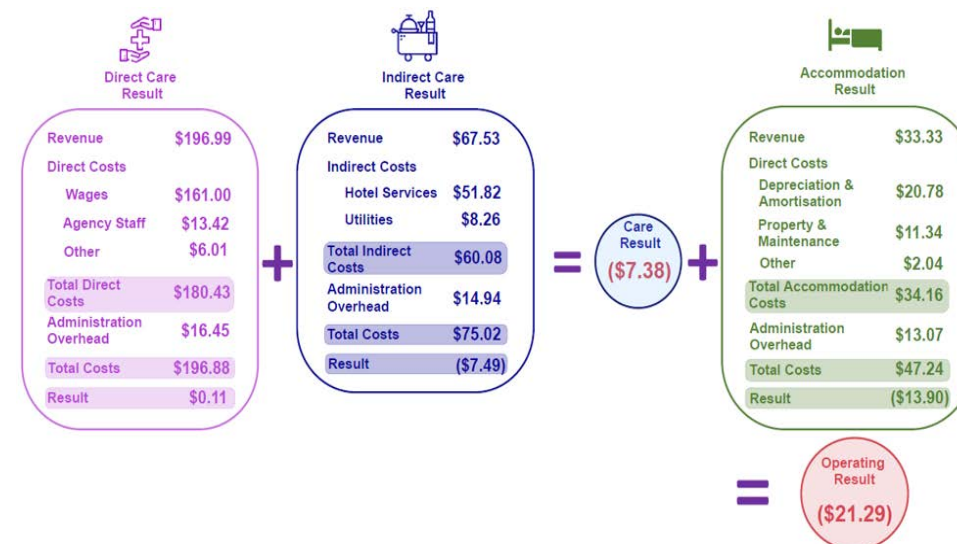 Direct Care
Result
Revenue $196.99
Direct Costs
Wages $161.00
Agency Staff $13.42
Other $6.01
Total Direct
Costs $180.43
Administration
Overhead $16.45
Total Costs $196.88
Result $0.11
+
Indirect Care
Result
Revenue $67.53
Indirect Costs
Hotel Services $51.82
Utilities $8.26
Total Indirect
Costs $60.08
Administration
Overhead $14.94
Total Costs $75.02
Result ($7.49)
=
Care
Result
($7.38)
+
Accommodation
Result
Revenue $33.33
Direct Costs
Depreciation &
Amortisation $20.78
Property &
Maintenance $11.34
Other $2.04
Total Accommodation
Costs $34.16
Administration
Overhead $13.07
Total Costs $47.24
Result ($13.90)
=
Operating
Result
($21.29)